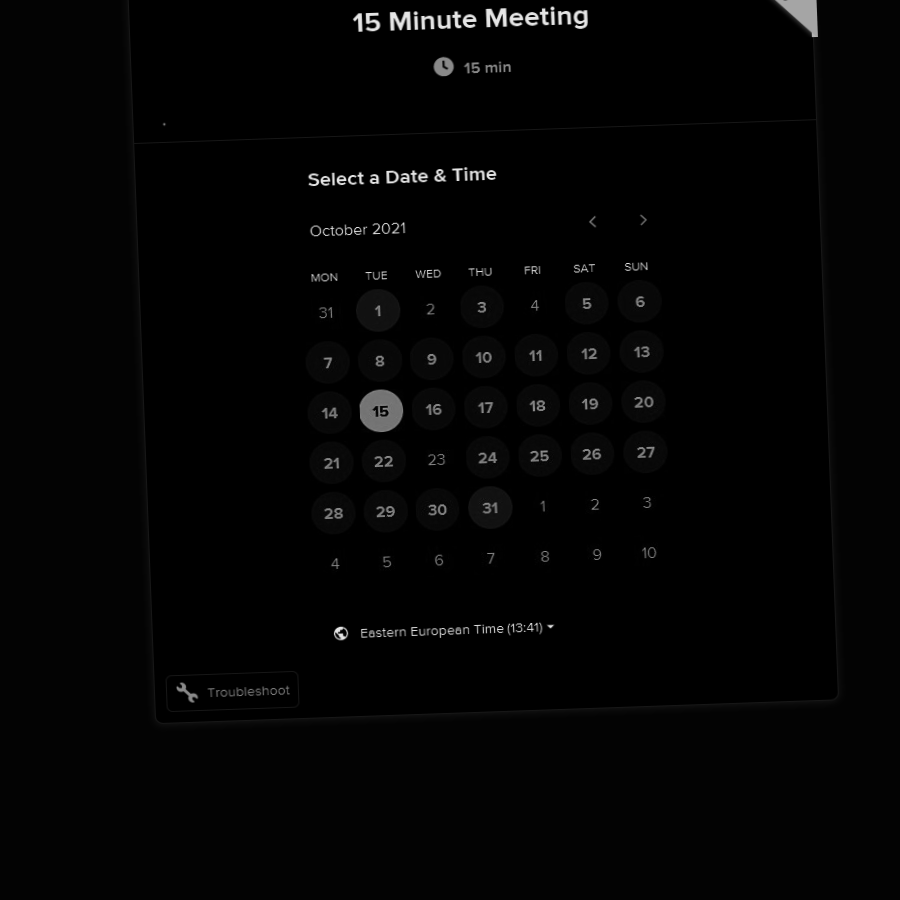 15 Minute Meeting
15 min
Select a Date & Time
October 2021
MON TUE WED THU FRI SAT SUN
31 1 2 3 4 5 6
7 8 9 10 11 12 13
14 15 16 17 18 19 20
21 22 23 24 25 26 27
28 29 30 31 1 2 3
4 5 6 7 8 9 10
Eastern European Time (13:41)
Troubleshoot